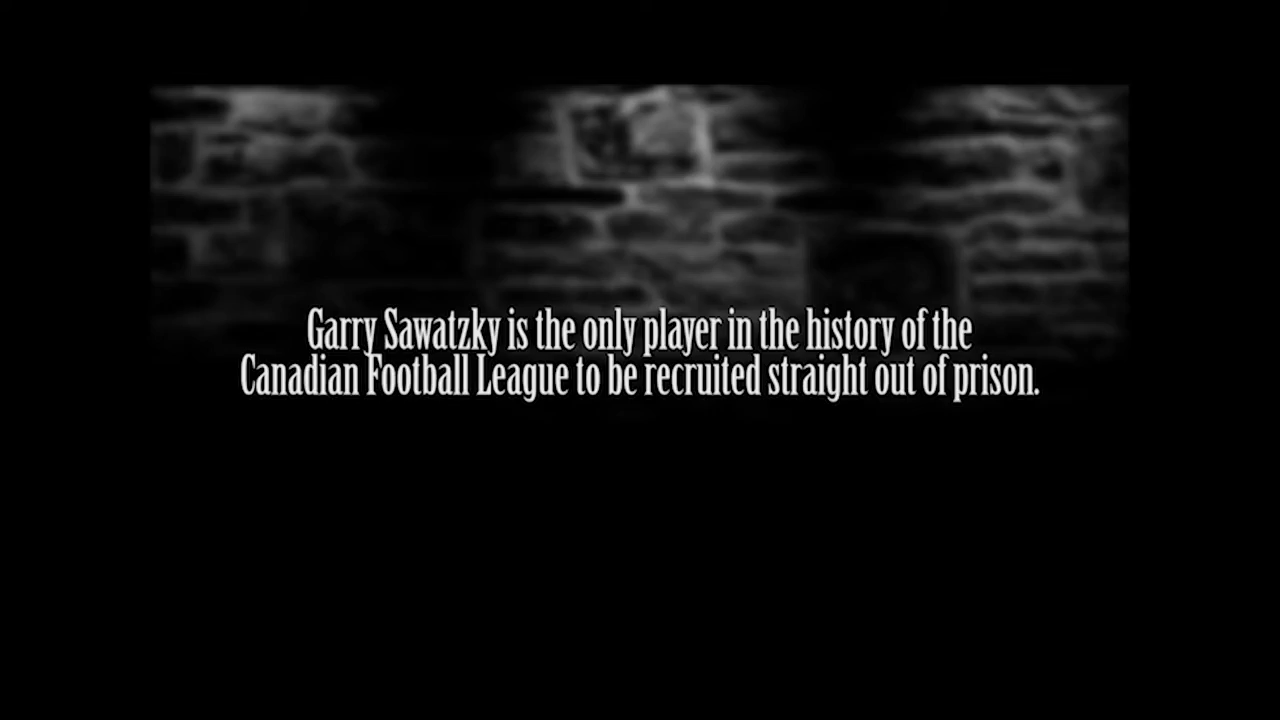 Garry Sawatzky is the only player in the history of the
Canadian Football League to be recruited straight out of prison.